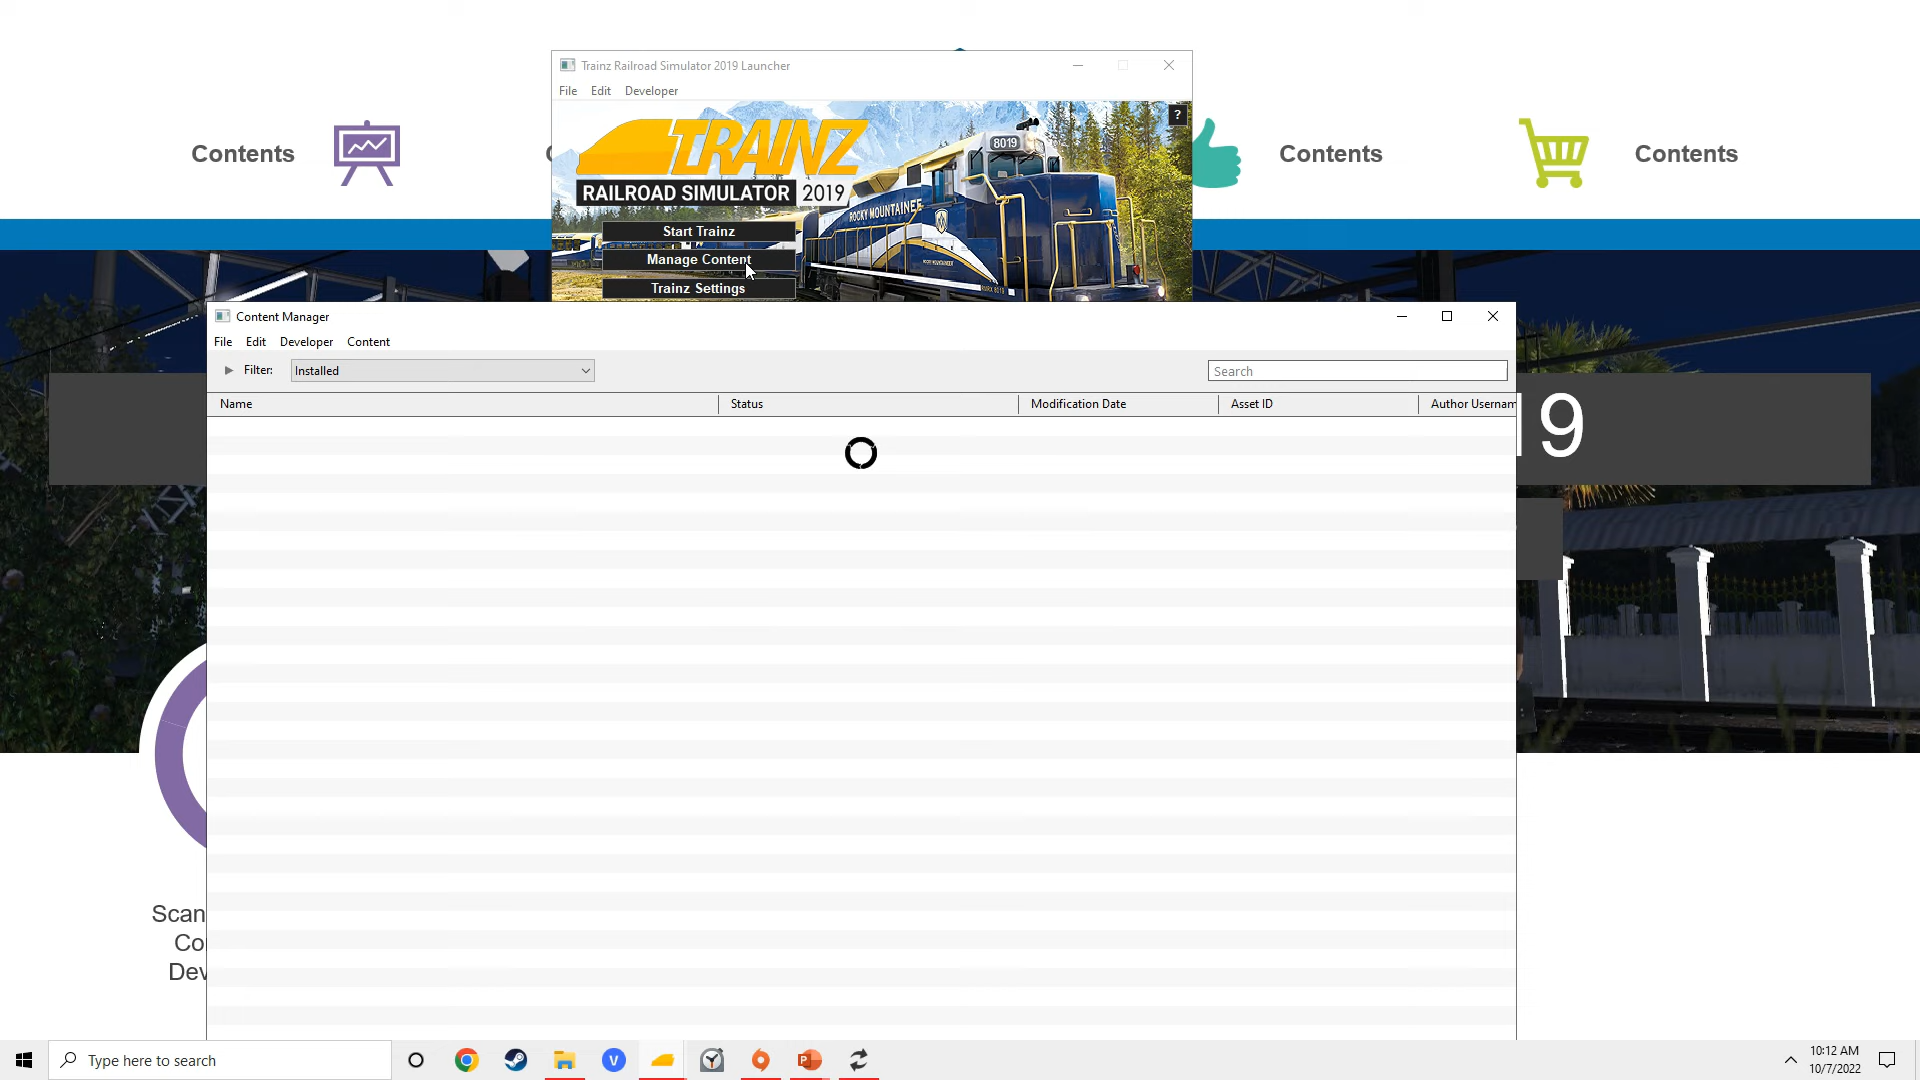 Trainz Railroad Simulator 2019 Launcher
File Edit Developer
?
Contents
Contents
Contents
TRAINZ
RAILROAD SIMULATOR 2019
8019
ROCKY MOUNTAINEER
Start Trainz
Manage Content
Trainz Settings
Content Manager
File Edit Developer Content
Filter: Installed
Search
Name Status Modification Date Asset ID Author Usernam
19
Scan
Co
Dev
Type here to search
V
P
10:12 AM
10/7/2022